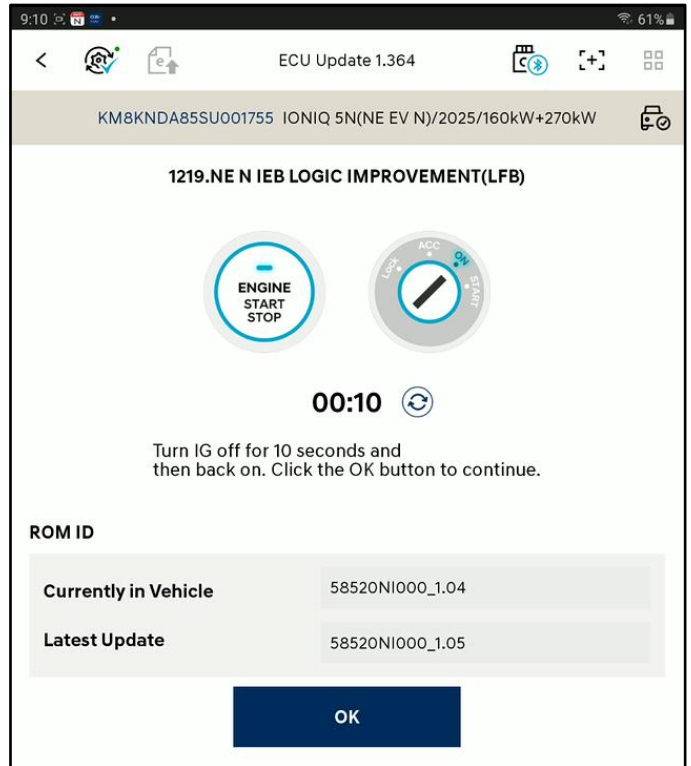 9:10
61%
ECU Update 1.364
KM8KNDA85SU001755 IONIQ 5N(NE EV N)/2025/160kW+270kW
1219.NE N IEB LOGIC IMPROVEMENT(LFB)
ENGINE
START
STOP
Lock ACC ON START
00:10
Turn IG off for 10 seconds and
then back on. Click the OK button to continue.
ROM ID
Currently in Vehicle 58520NI000_1.04
Latest Update 58520NI000_1.05
OK